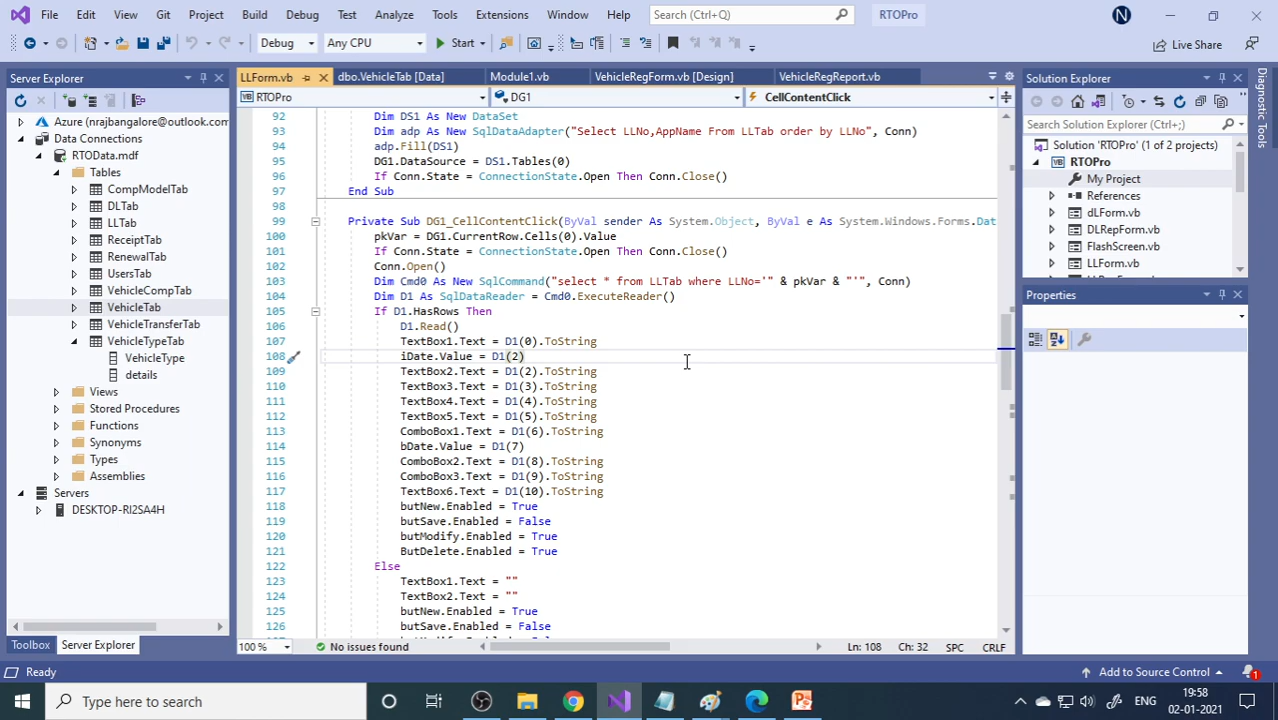 File Edit View Git Project Build Debug Test Analyze Tools Extensions Window Help Search (Ctrl+Q) RTOPro N
Debug Any CPU Start Live Share
Server Explorer
Azure (nrajbangalore@outlook.com
Data Connections
RTOData.mdf
Tables
CompModelTab
DLTab
LLTab
ReceiptTab
RenewalTab
UsersTab
VehicleCompTab
VehicleTab
VehicleTransferTab
VehicleTypeTab
VehicleType
details
Views
Stored Procedures
Functions
Synonyms
Types
Assemblies
Servers
DESKTOP-RI2SA4H
Toolbox Server Explorer
LLForm.vb dbo.VehicleTab [Data] Module1.vb VehicleRegForm.vb [Design] VehicleRegReport.vb
RTOPro DG1 CellContentClick
92 Dim DS1 As New DataSet
93 Dim adp As New SqlDataAdapter("Select LLNo,AppName From LLTab order by LLNo", Conn)
94 adp.Fill(DS1)
95 DG1.DataSource = DS1.Tables(0)
96 If Conn.State = ConnectionState.Open Then Conn.Close()
97 End Sub
98
99 Private Sub DG1_CellContentClick(ByVal sender As System.Object, ByVal e As System.Windows.Forms.Dat
100 pkVar = DG1.CurrentRow.Cells(0).Value
101 If Conn.State = ConnectionState.Open Then Conn.Close()
102 Conn.Open()
103 Dim Cmd0 As New SqlCommand("select * from LLTab where LLNo='" & pkVar & "'", Conn)
104 Dim D1 As SqlDataReader = Cmd0.ExecuteReader()
105 If D1.HasRows Then
106 D1.Read()
107 TextBox1.Text = D1(0).ToString
108 iDate.Value = D1(2)
109 TextBox2.Text = D1(2).ToString
110 TextBox3.Text = D1(3).ToString
111 TextBox4.Text = D1(4).ToString
112 TextBox5.Text = D1(5).ToString
113 ComboBox1.Text = D1(6).ToString
114 bDate.Value = D1(7)
115 ComboBox2.Text = D1(8).ToString
116 ComboBox3.Text = D1(9).ToString
117 TextBox6.Text = D1(10).ToString
118 butNew.Enabled = True
119 butSave.Enabled = False
120 butModify.Enabled = True
121 ButDelete.Enabled = True
122 Else
123 TextBox1.Text = ""
124 TextBox2.Text = ""
125 butNew.Enabled = True
126 butSave.Enabled = False
100 % No issues found Ln: 108 Ch: 32 SPC CRLF
Solution Explorer
Search Solution Explorer (Ctrl+;)
Solution 'RTOPro' (1 of 2 projects)
RTOPro
My Project
References
dLForm.vb
DLRepForm.vb
FlashScreen.vb
LLForm.vb
Properties
Diagnostic Tools
Ready Add to Source Control 1
Type here to search ENG 19:58
02-01-2021